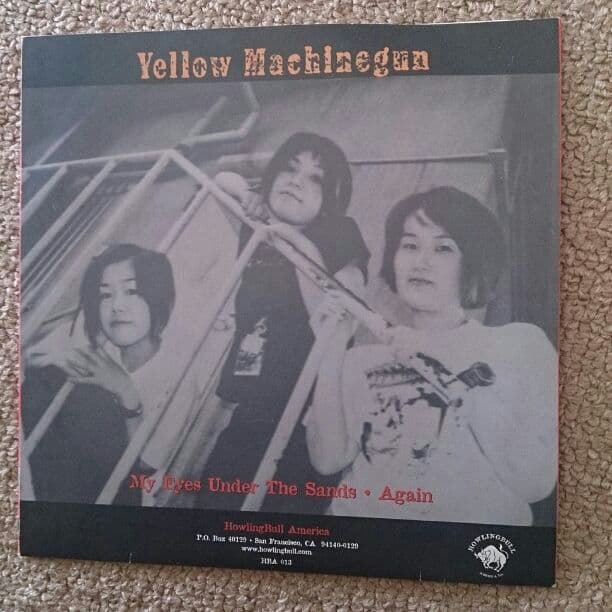 Yellow Machinegun
My Eyes Under The Sands • Again
HowlingBull America
P.O. Box 40129 • San Francisco, CA 94140-0129
www.howlingbull.com
HRA 013
HOWLINGBULL